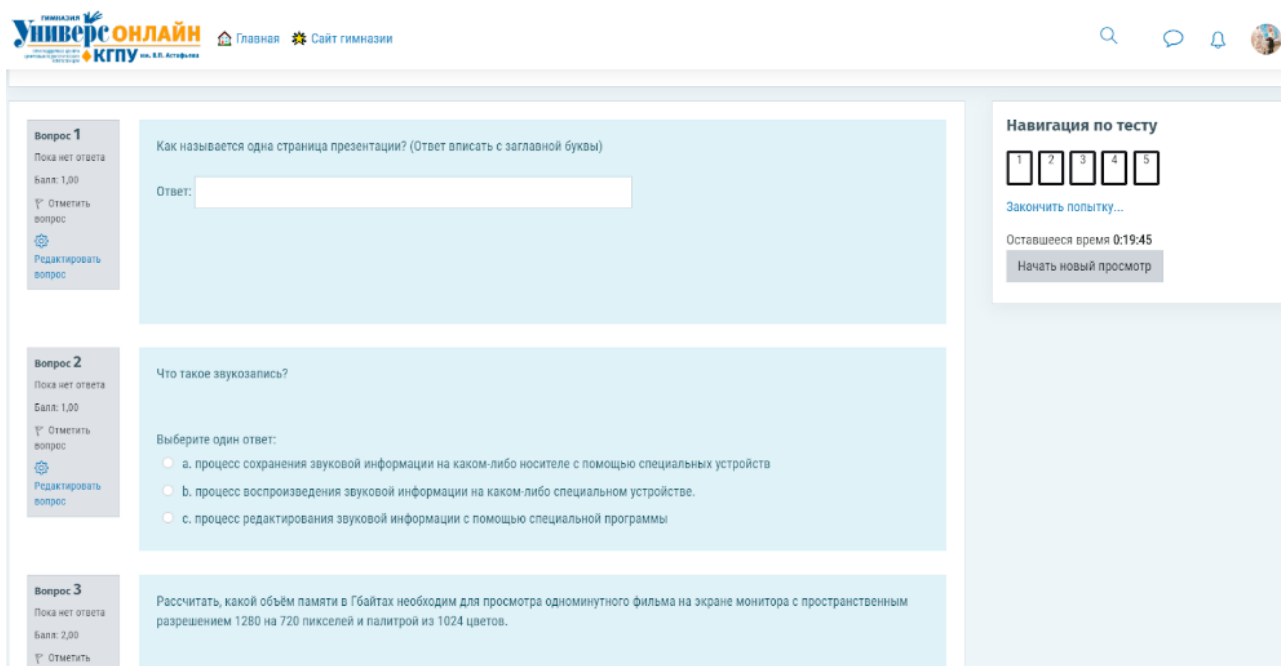 ГИМНАЗИЯ
Универс ОНЛАЙН
КГПУ им. В.П. Астафьева
Главная
Сайт гимназии
Вопрос 1
Пока нет ответа
Балл: 1,00
Отметить
вопрос
Редактировать
вопрос
Как называется одна страница презентации? (Ответ вписать с заглавной буквы)
Ответ:
Вопрос 2
Пока нет ответа
Балл: 1,00
Отметить
вопрос
Редактировать
вопрос
Что такое звукозапись?
Выберите один ответ:
a. процесс сохранения звуковой информации на каком-либо носителе с помощью специальных устройств
b. процесс воспроизведения звуковой информации на каком-либо специальном устройстве.
c. процесс редактирования звуковой информации с помощью специальной программы
Вопрос 3
Пока нет ответа
Балл: 2,00
Отметить
Рассчитать, какой объём памяти в Гбайтах необходим для просмотра одноминутного фильма на экране монитора с пространственным
разрешением 1280 на 720 пикселей и палитрой из 1024 цветов.
Навигация по тесту
1 2 3 4 5
Закончить попытку...
Оставшееся время 0:19:45
Начать новый просмотр